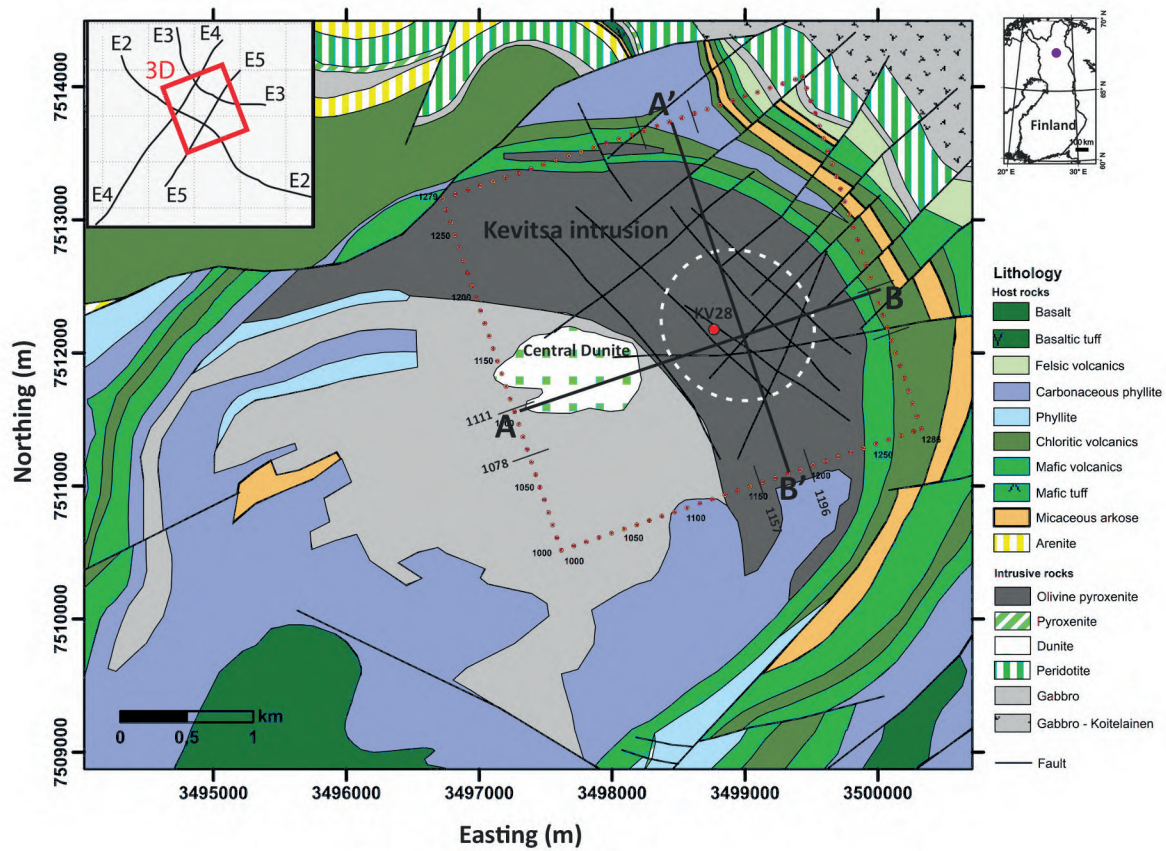 E2
E3
E4
3D
E5
E3
E4
E5
E2
70° N
65° N
60° N
Finland
100 km
20° E
30° E
7514000
7513000
7512000
7511000
7510000
7509000
Northing (m)
A'
1279
1250
Kevitsa intrusion
1200
KV28
B
1150
Central Dunite
1111
A
1078
1050
1000
1000
1050
1100
1150
B'
1200
1250
1286
1157
1196
km
0
0,5
1
3495000
3496000
3497000
3498000
3499000
3500000
Easting (m)
Lithology
Host rocks
Basalt
Basaltic tuff
Felsic volcanics
Carbonaceous phyllite
Phyllite
Chloritic volcanics
Mafic volcanics
Mafic tuff
Micaceous arkose
Arenite
Intrusive rocks
Olivine pyroxenite
Pyroxenite
Dunite
Peridotite
Gabbro
Gabbro - Koitelainen
Fault